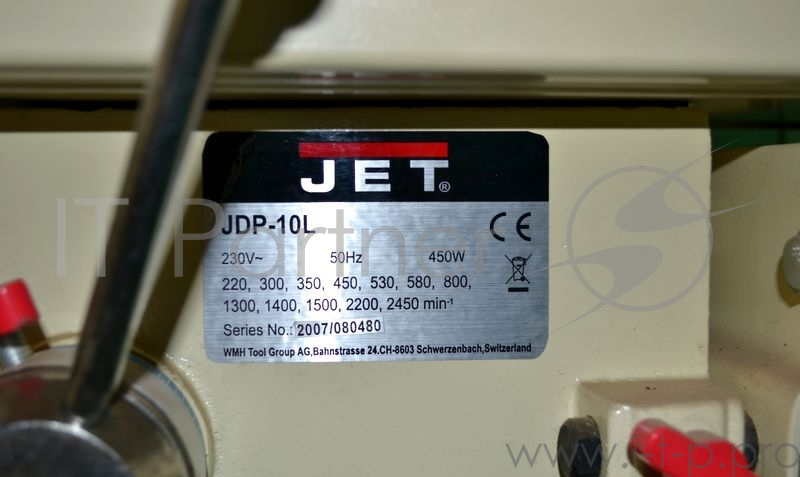 JET®
JDP-10L
CE
230V~ 50Hz 450W
220, 300, 350, 450, 530, 580, 800,
1300, 1400, 1500, 2200, 2450 min-¹
Series No.: 2007/080480
WMH Tool Group AG,Bahnstrasse 24.CH-8603 Schwerzenbach,Switzerland
IT Partner
www.i-t-p.pro